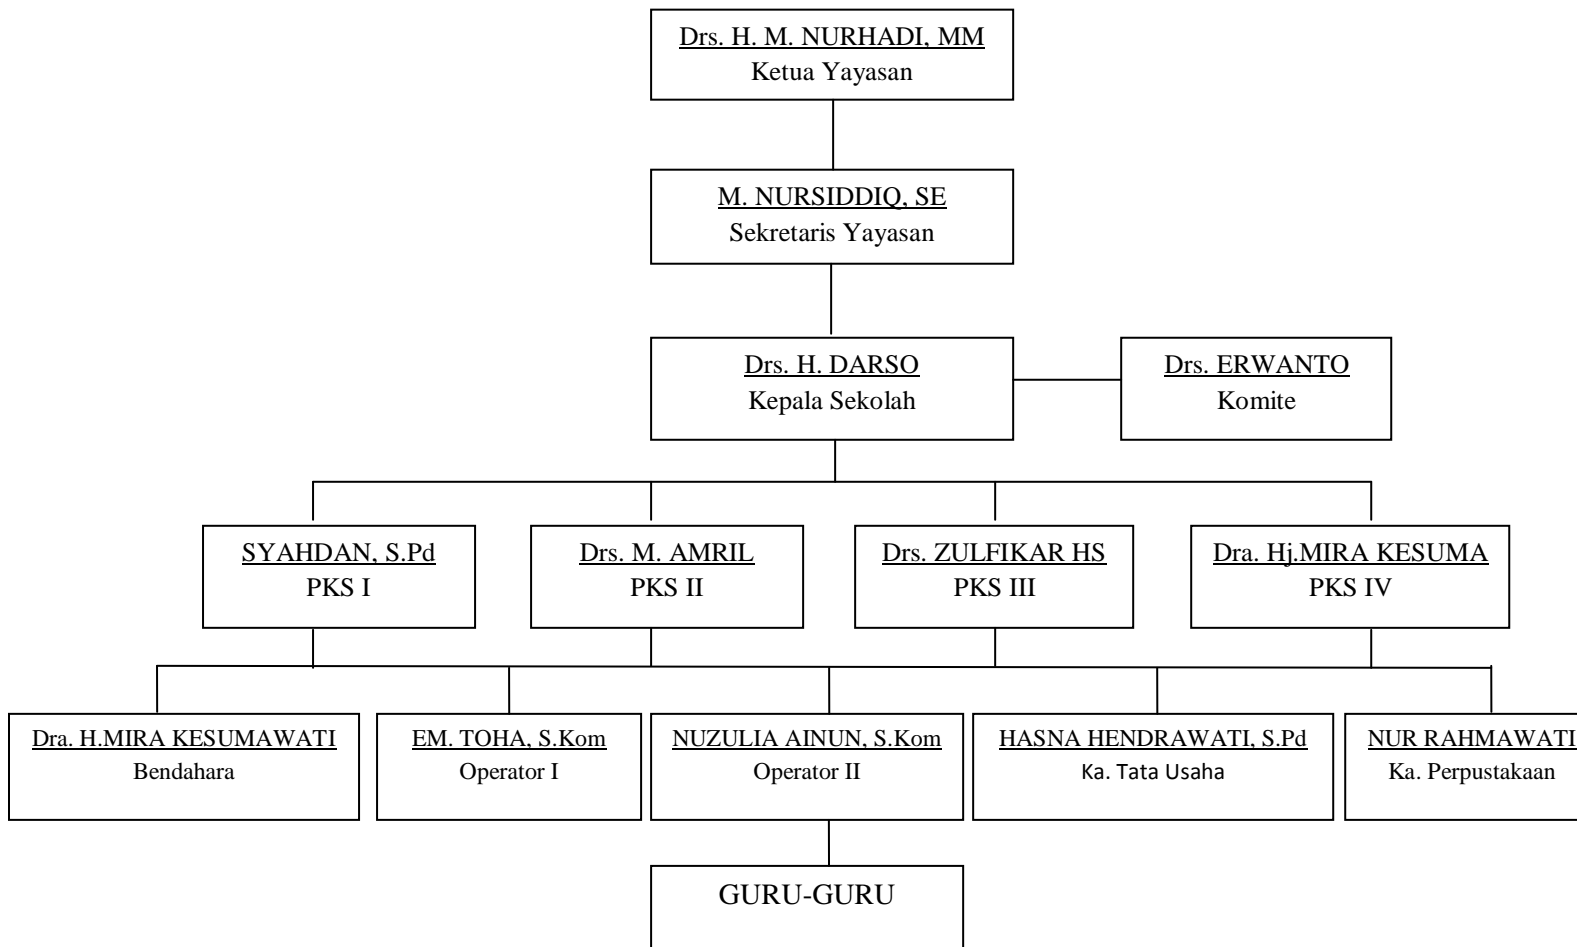 Drs. H. M. NURHADI, MM
Ketua Yayasan
M. NURSIDDIQ, SE
Sekretaris Yayasan
Drs. H. DARSO
Kepala Sekolah
Drs. ERWANTO
Komite
SYAHDAN, S.Pd
PKS I
Drs. M. AMRIL
PKS II
Drs. ZULFIKAR HS
PKS III
Dra. Hj.MIRA KESUMA
PKS IV
Dra. H.MIRA KESUMAWATI
Bendahara
EM. TOHA, S.Kom
Operator I
NUZULIA AINUN, S.Kom
Operator II
HASNA HENDRAWATI, S.Pd
Ka. Tata Usaha
NUR RAHMAWATI
Ka. Perpustakaan
GURU-GURU